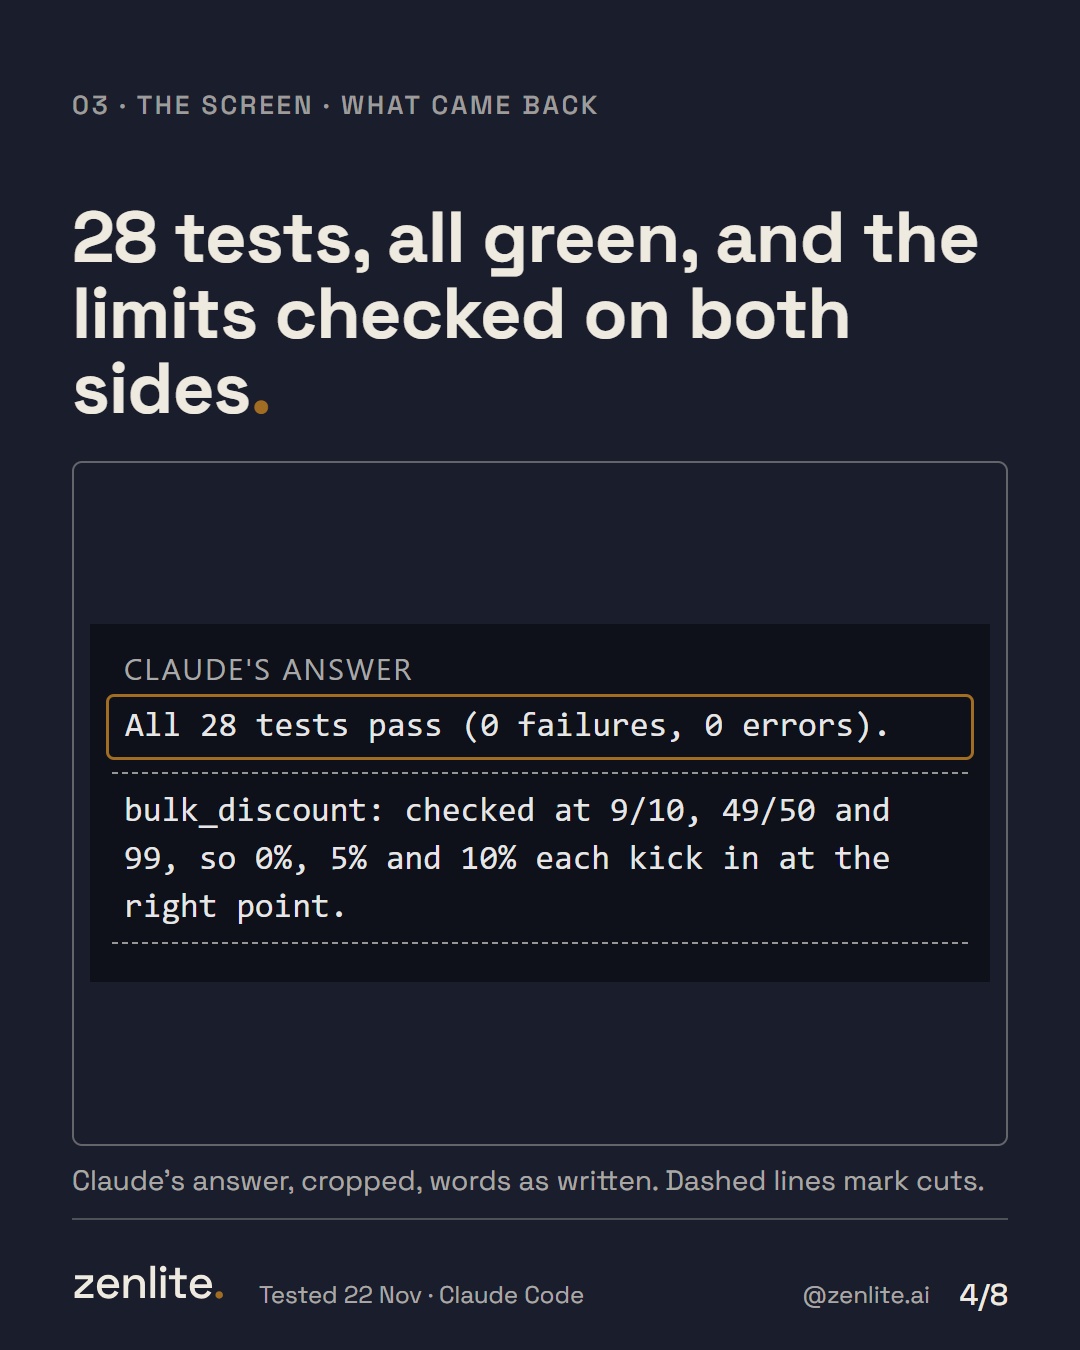 03 · THE SCREEN · WHAT CAME BACK
28 tests, all green, and the
limits checked on both
sides.
CLAUDE'S ANSWER
All 28 tests pass (0 failures, 0 errors).
bulk_discount: checked at 9/10, 49/50 and
99, so 0%, 5% and 10% each kick in at the
right point.
Claude’s answer, cropped, words as written. Dashed lines mark cuts.
zenlite. Tested 22 Nov · Claude Code @zenlite.ai 4/8